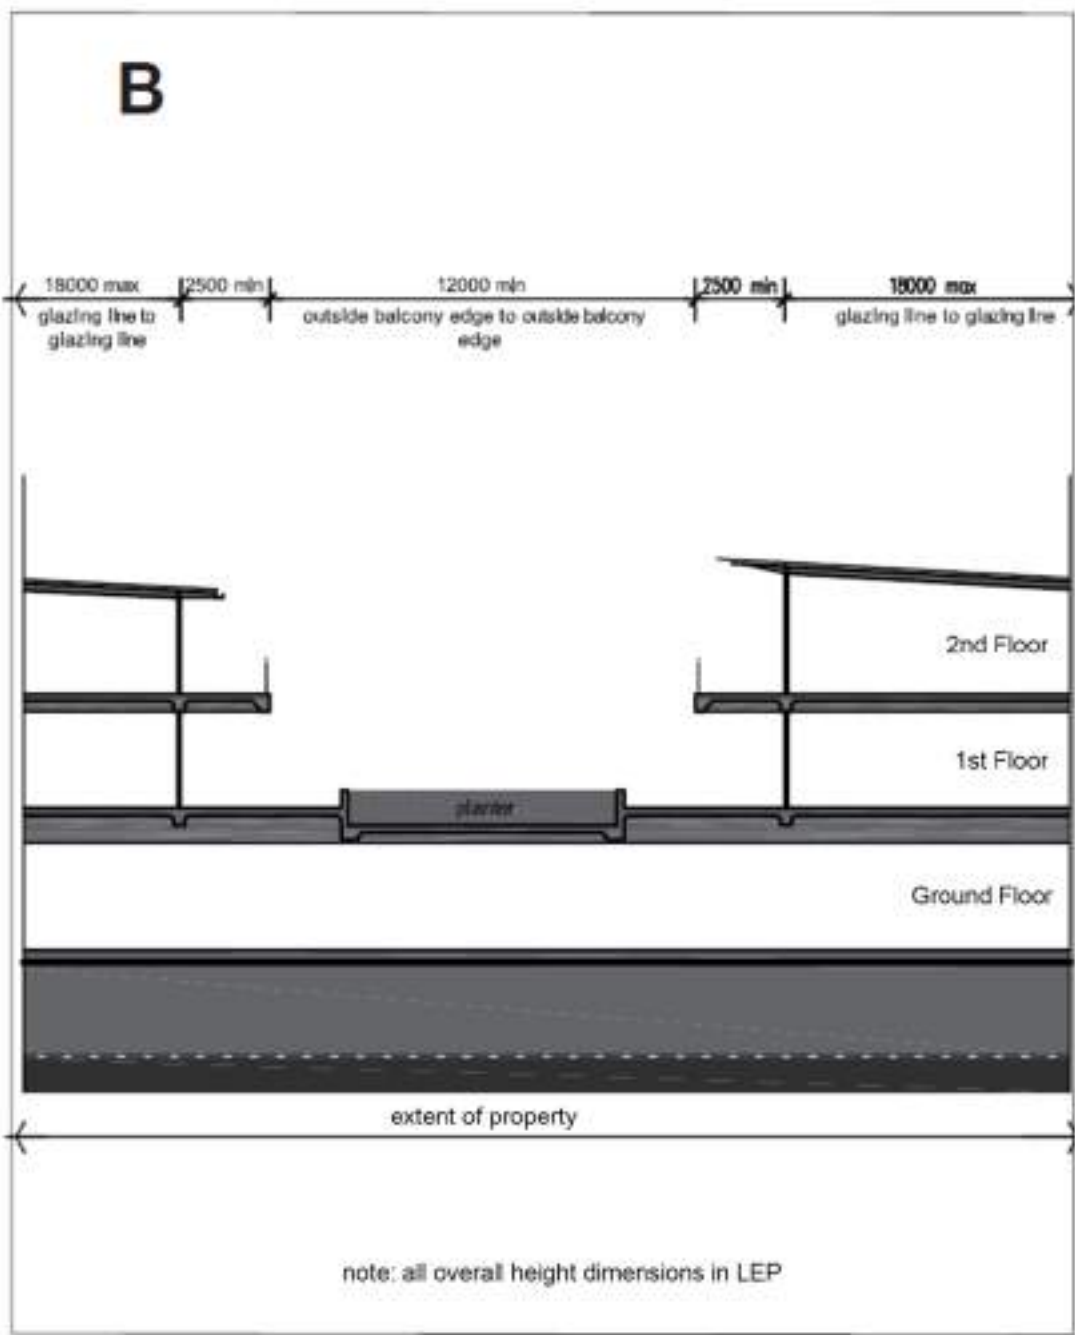 B
18000 max 2500 min 12000 min 2500 min 18000 max
glazing line to outside balcony edge to outside balcony glazing line to glazing line
glazing line edge
2nd Floor
1st Floor
planter
Ground Floor
extent of property
note: all overall height dimensions in LEP